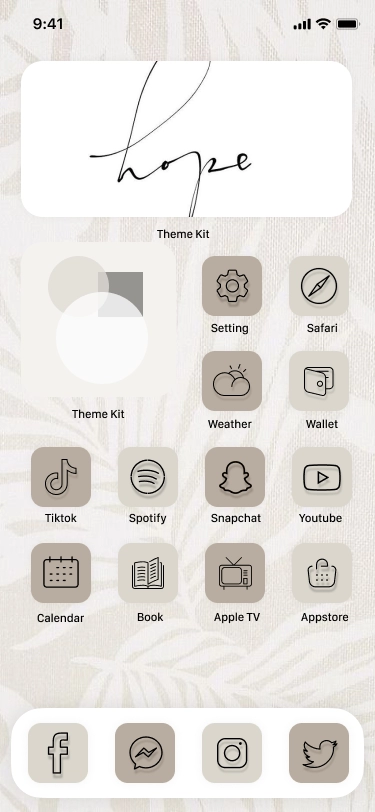 9:41
hope
Theme Kit
Setting
Safari
Theme Kit
Weather
Wallet
Tiktok
Spotify
Snapchat
Youtube
Calendar
Book
Apple TV
Appstore